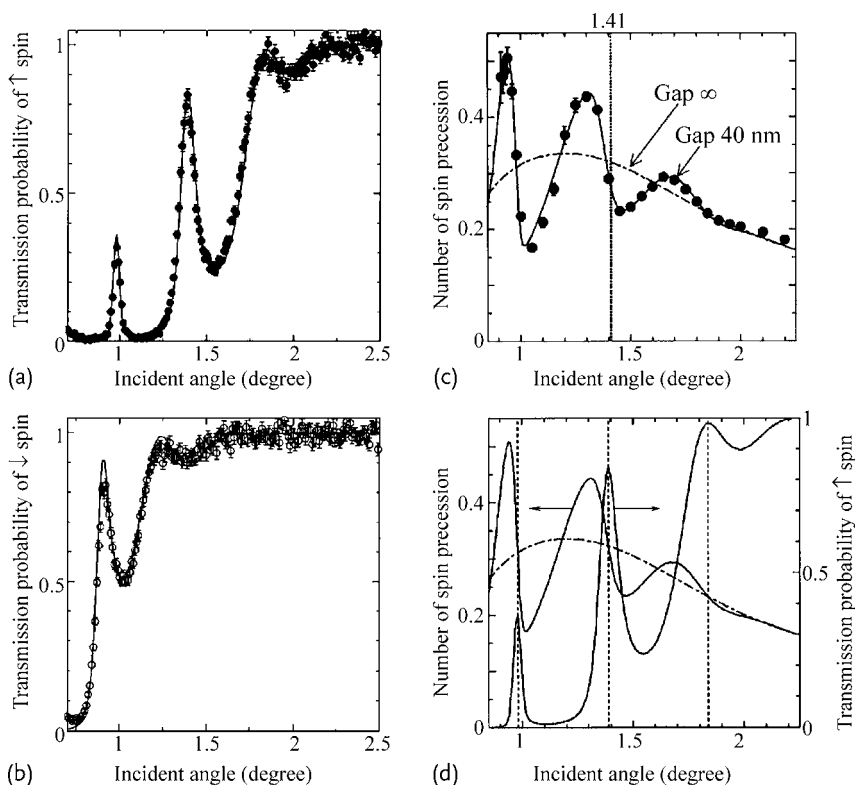 1
0.5
0
1
1.5
2
2.5
Transmission probability of ↑ spin
Incident angle (degree)
(a)
1
0.5
0
1
1.5
2
2.5
Transmission probability of ↓ spin
Incident angle (degree)
(b)
1.41
0.4
0.2
0
1
1.5
2
Gap ∞
Gap 40 nm
Number of spin precession
Incident angle (degree)
(c)
0.4
0.2
0
1
1.5
2
1
0.5
0
Number of spin precession
Transmission probability of ↑ spin
Incident angle (degree)
(d)